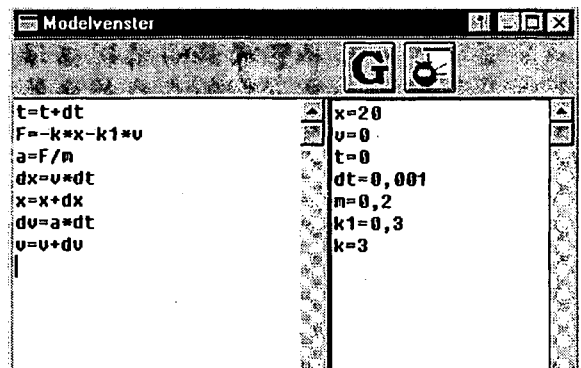 Modelvenster
G
t=t+dt
F=-k*x-k1*v
a=F/m
dx=v*dt
x=x+dx
dv=a*dt
v=v+dv
x=20
v=0
t=0
dt=0,001
m=0,2
k1=0,3
k=3